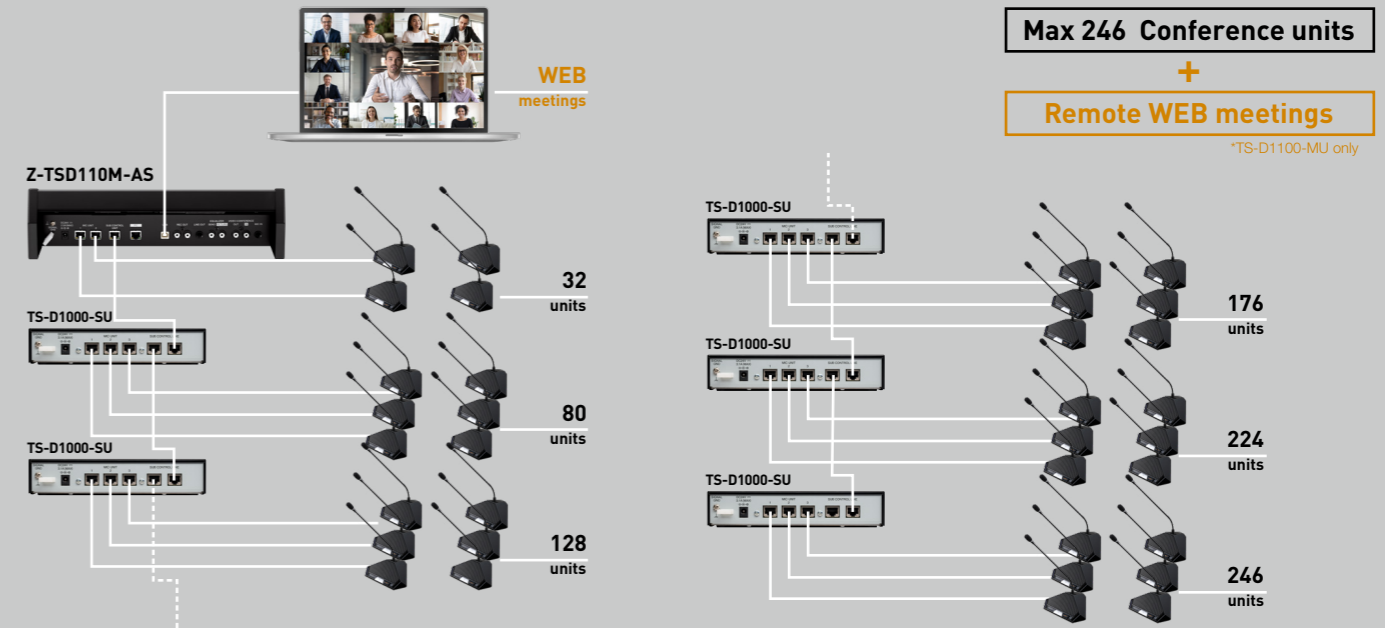 Max 246 Conference units
+
Remote WEB meetings
*TS-D1100-MU only
WEB
meetings
Z-TSD110M-AS
32
units
TS-D1000-SU
80
units
TS-D1000-SU
128
units
TS-D1000-SU
176
units
TS-D1000-SU
224
units
TS-D1000-SU
246
units